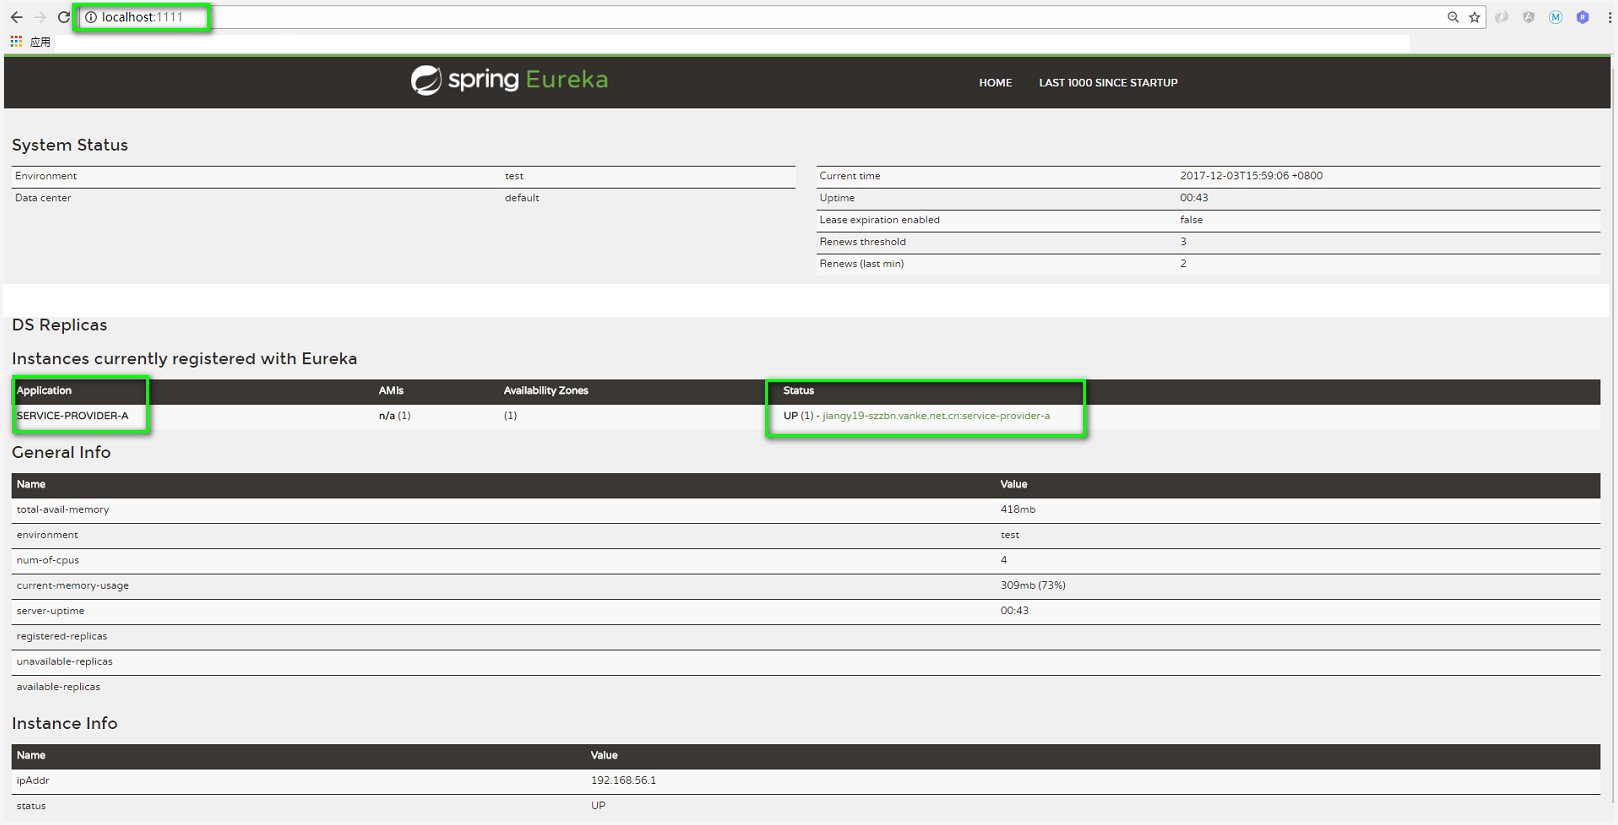 localhost:1111
应用
spring Eureka
HOME LAST 1000 SINCE STARTUP
System Status
Environment test
Data center default
Current time 2017-12-03T15:59:06 +0800
Uptime 00:43
Lease expiration enabled false
Renews threshold 3
Renews (last min) 2
DS Replicas
Instances currently registered with Eureka
Application AMIs Availability Zones Status
SERVICE-PROVIDER-A n/a (1) (1) UP (1) - jiangy19-szzbn.vanke.net.cn:service-provider-a
General Info
Name Value
total-avail-memory 418mb
environment test
num-of-cpus 4
current-memory-usage 309mb (73%)
server-uptime 00:43
registered-replicas
unavailable-replicas
available-replicas
Instance Info
Name Value
ipAddr 192.168.56.1
status UP